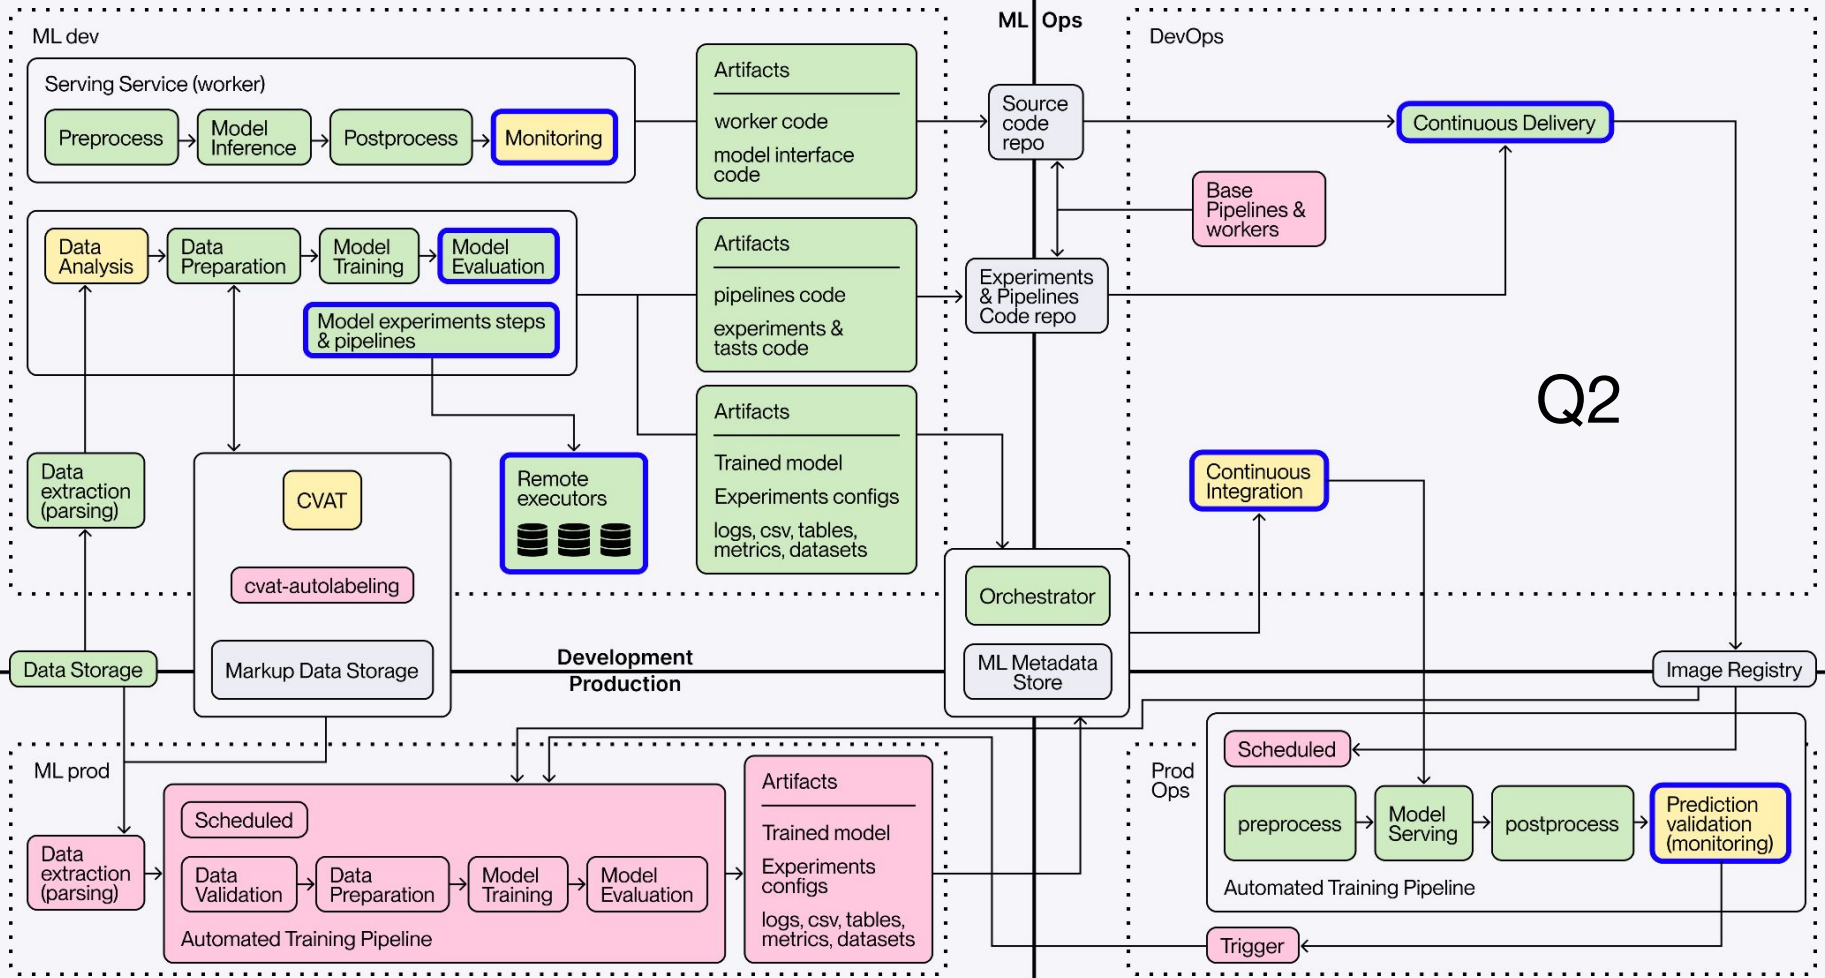 ML Ops
ML dev
DevOps
Serving Service (worker)
Preprocess
Model
Inference
Postprocess
Monitoring
Artifacts
worker code
model interface
code
Source
code
repo
Continuous Delivery
Base
Pipelines &
workers
Data
Analysis
Data
Preparation
Model
Training
Model
Evaluation
Model experiments steps
& pipelines
Artifacts
pipelines code
experiments &
tasts code
Experiments
& Pipelines
Code repo
Q2
Artifacts
Trained model
Experiments configs
logs, csv, tables,
metrics, datasets
Data
extraction
(parsing)
CVAT
cvat-autolabeling
Markup Data Storage
Remote
executors
Continuous
Integration
Orchestrator
ML Metadata
Store
Data Storage
Development
Production
Image Registry
ML prod
Data
extraction
(parsing)
Scheduled
Data
Validation
Data
Preparation
Model
Training
Model
Evaluation
Automated Training Pipeline
Artifacts
Trained model
Experiments
configs
logs, csv, tables,
metrics, datasets
Prod
Ops
Scheduled
preprocess
Model
Serving
postprocess
Prediction
validation
(monitoring)
Automated Training Pipeline
Trigger